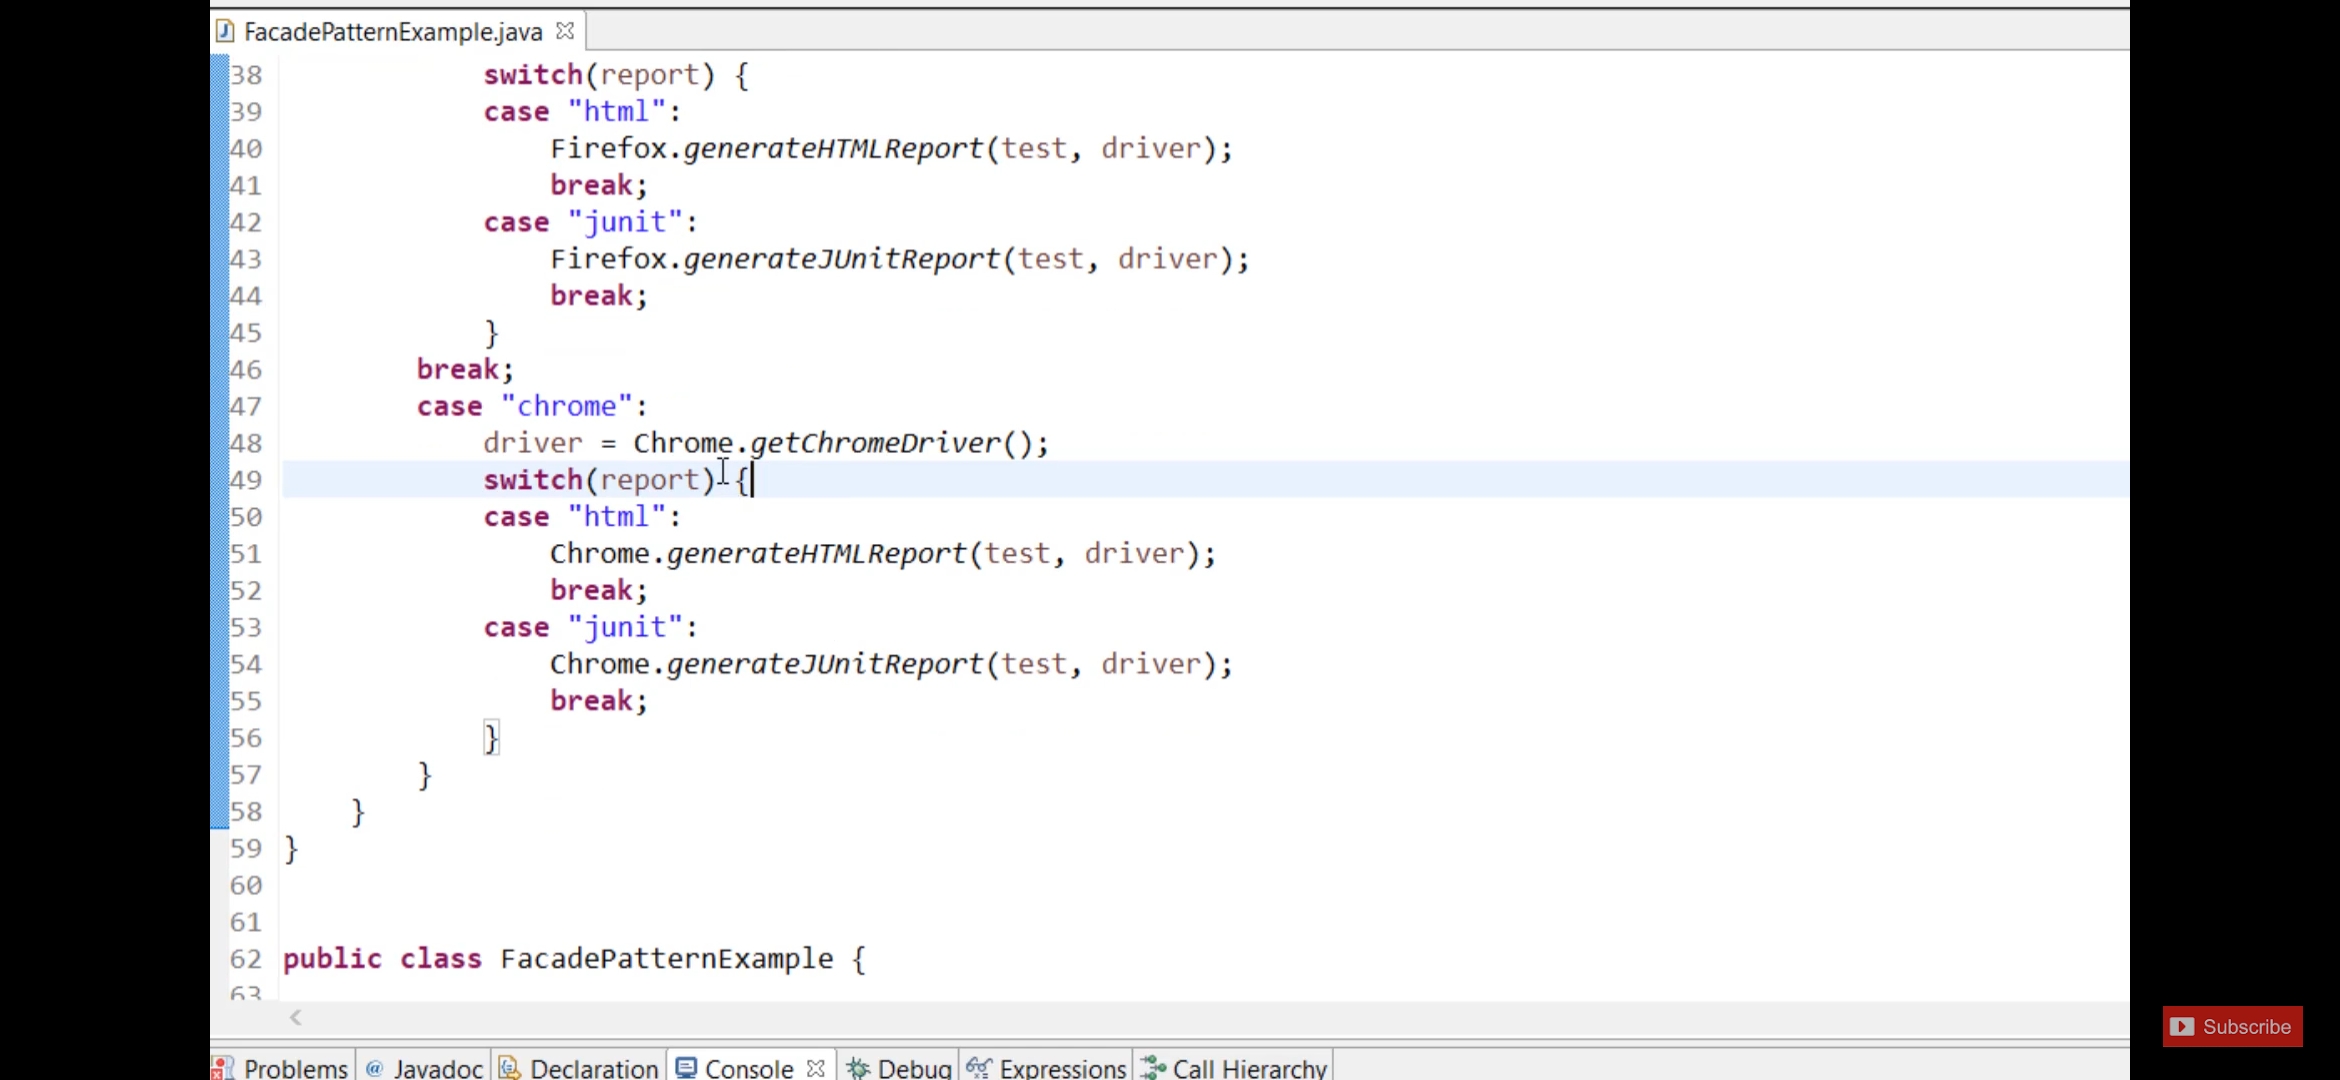 FacadePatternExample.java
38 switch(report) {
39 case "html":
40 Firefox.generateHTMLReport(test, driver);
41 break;
42 case "junit":
43 Firefox.generateJUnitReport(test, driver);
44 break;
45 }
46 break;
47 case "chrome":
48 driver = Chrome.getChromeDriver();
49 switch(report) {
50 case "html":
51 Chrome.generateHTMLReport(test, driver);
52 break;
53 case "junit":
54 Chrome.generateJUnitReport(test, driver);
55 break;
56 }
57 }
58 }
59 }
60
61
62 public class FacadePatternExample {
63
Subscribe
Problems @ Javadoc Declaration Console Debug Expressions Call Hierarchy